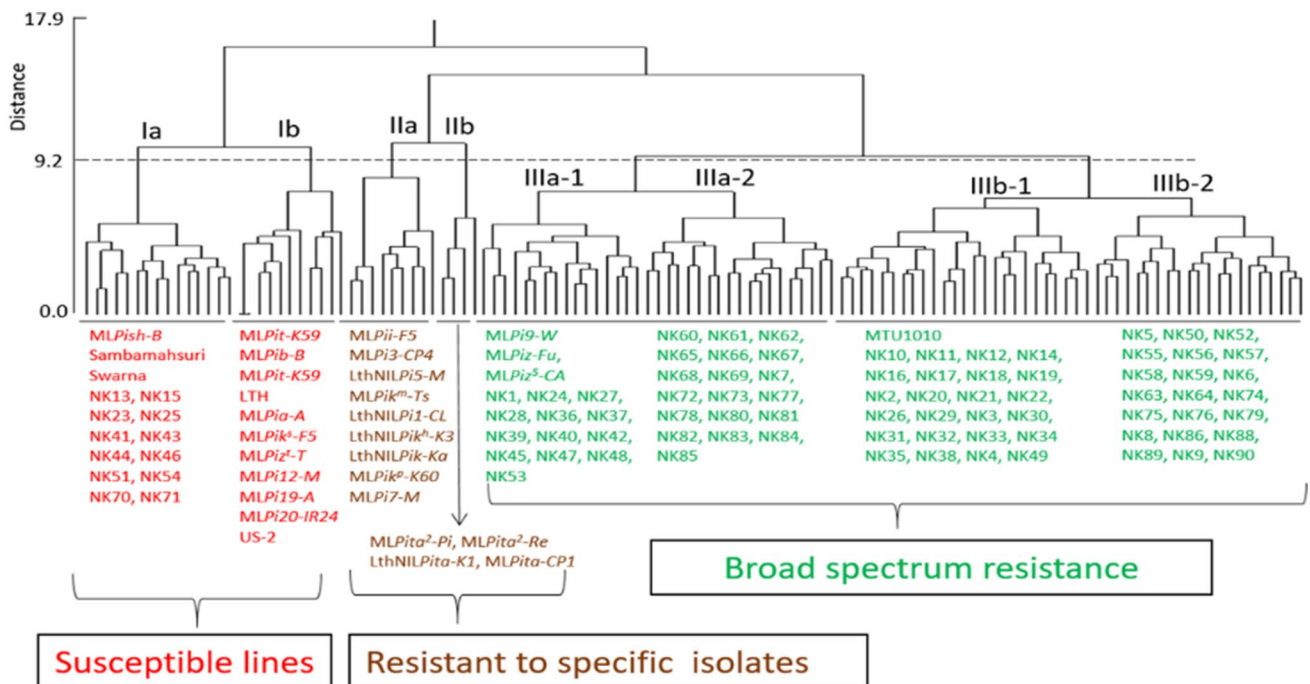 17.9
Distance
9.2
0.0
Ia
Ib
IIa
IIb
IIIa-1
IIIa-2
IIIb-1
IIIb-2
MLPish-B
Sambamahsuri
Swarna
NK13, NK15
NK23, NK25
NK41, NK43
NK44, NK46
NK51, NK54
NK70, NK71
MLPit-K59
MLPib-B
MLPit-K59
LTH
MLPia-A
MLPikˢ-F5
MLPizᵗ-T
MLPi12-M
MLPi19-A
MLPi20-IR24
US-2
MLPii-F5
MLPi3-CP4
LthNILPi5-M
MLPikᵐ-Ts
LthNILPi1-CL
LthNILPikʰ-K3
LthNILPik-Ka
MLPikᵖ-K60
MLPi7-M
MLPita²-Pi, MLPita²-Re
LthNILPita-K1, MLPita-CP1
MLPi9-W
MLPiz-Fu,
MLPiz⁵-CA
NK1, NK24, NK27,
NK28, NK36, NK37,
NK39, NK40, NK42,
NK45, NK47, NK48,
NK53
NK60, NK61, NK62,
NK65, NK66, NK67,
NK68, NK69, NK7,
NK72, NK73, NK77,
NK78, NK80, NK81
NK82, NK83, NK84,
NK85
MTU1010
NK10, NK11, NK12, NK14,
NK16, NK17, NK18, NK19,
NK2, NK20, NK21, NK22,
NK26, NK29, NK3, NK30,
NK31, NK32, NK33, NK34
NK35, NK38, NK4, NK49
NK5, NK50, NK52,
NK55, NK56, NK57,
NK58, NK59, NK6,
NK63, NK64, NK74,
NK75, NK76, NK79,
NK8, NK86, NK88,
NK89, NK9, NK90
Susceptible lines
Resistant to specific isolates
Broad spectrum resistance